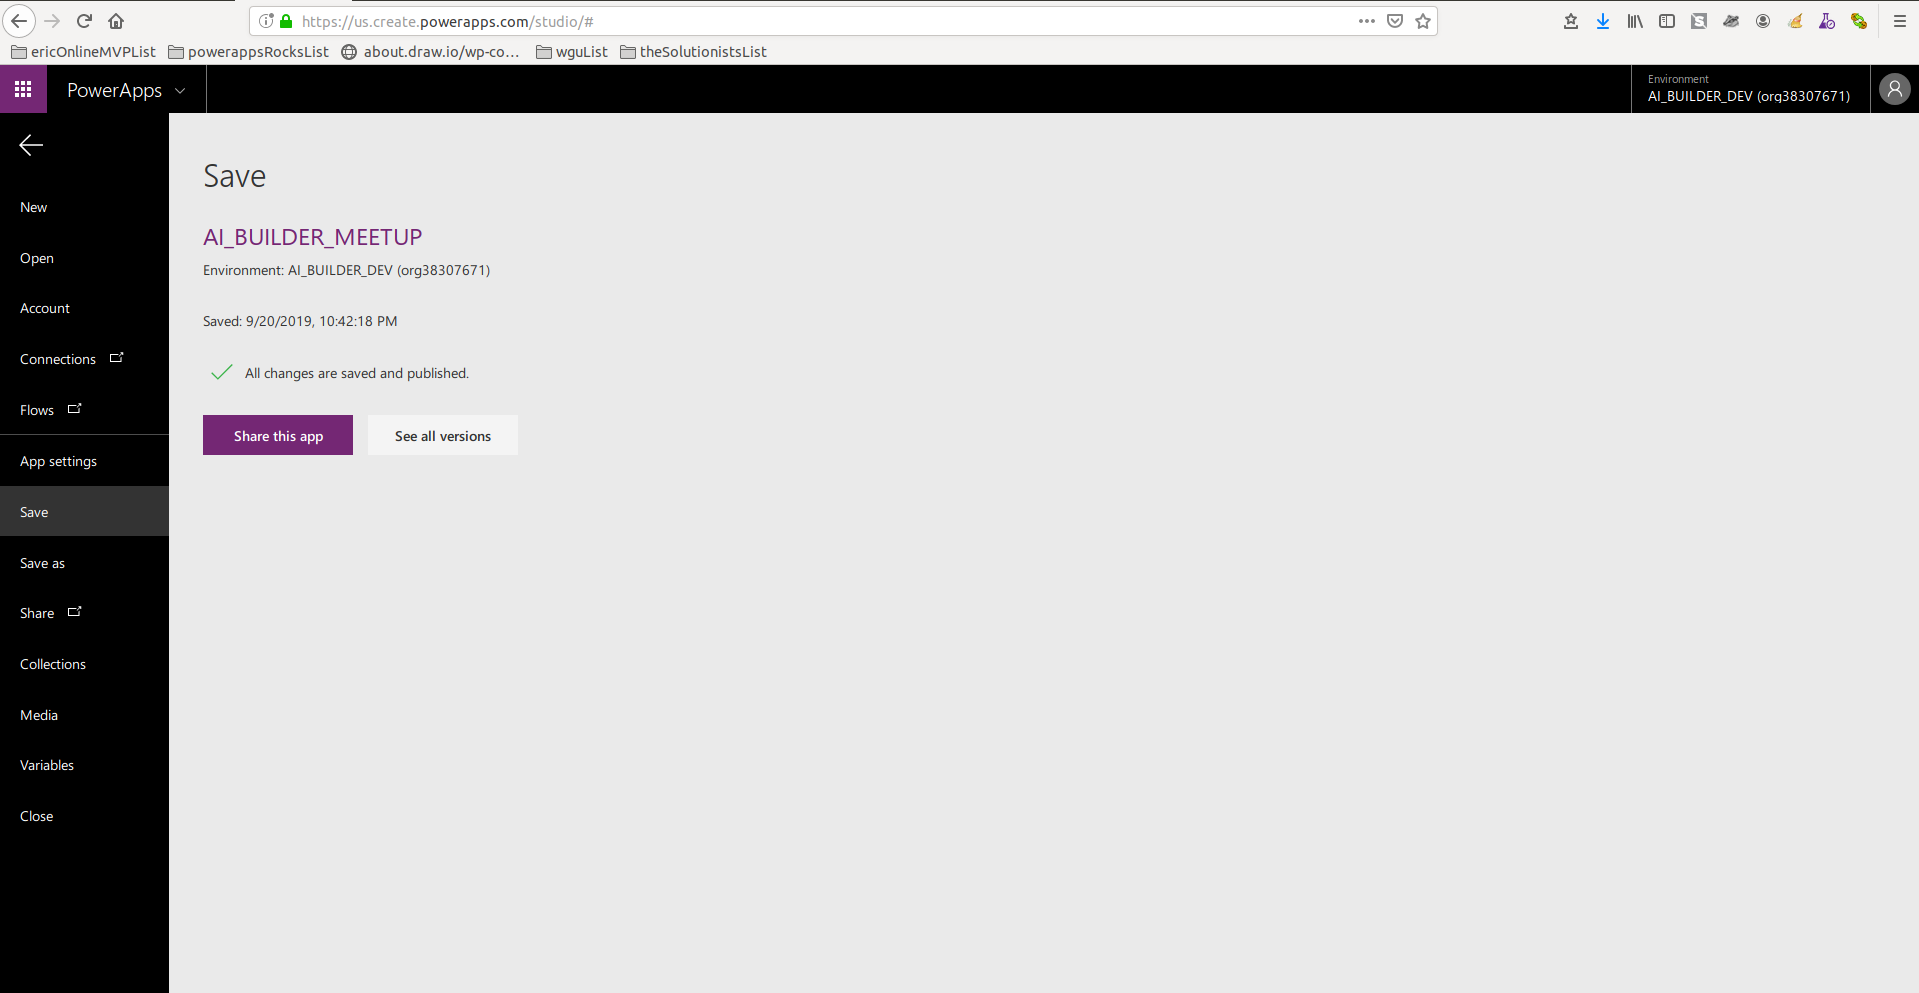 https://us.create.powerapps.com/studio/#
ericOnlineMVPList powerappsRocksList about.draw.io/wp-co... wguList theSolutionistsList
PowerApps
Environment
AI_BUILDER_DEV (org38307671)
New
Open
Account
Connections
Flows
App settings
Save
Save as
Share
Collections
Media
Variables
Close
Save
AI_BUILDER_MEETUP
Environment: AI_BUILDER_DEV (org38307671)
Saved: 9/20/2019, 10:42:18 PM
All changes are saved and published.
Share this app See all versions